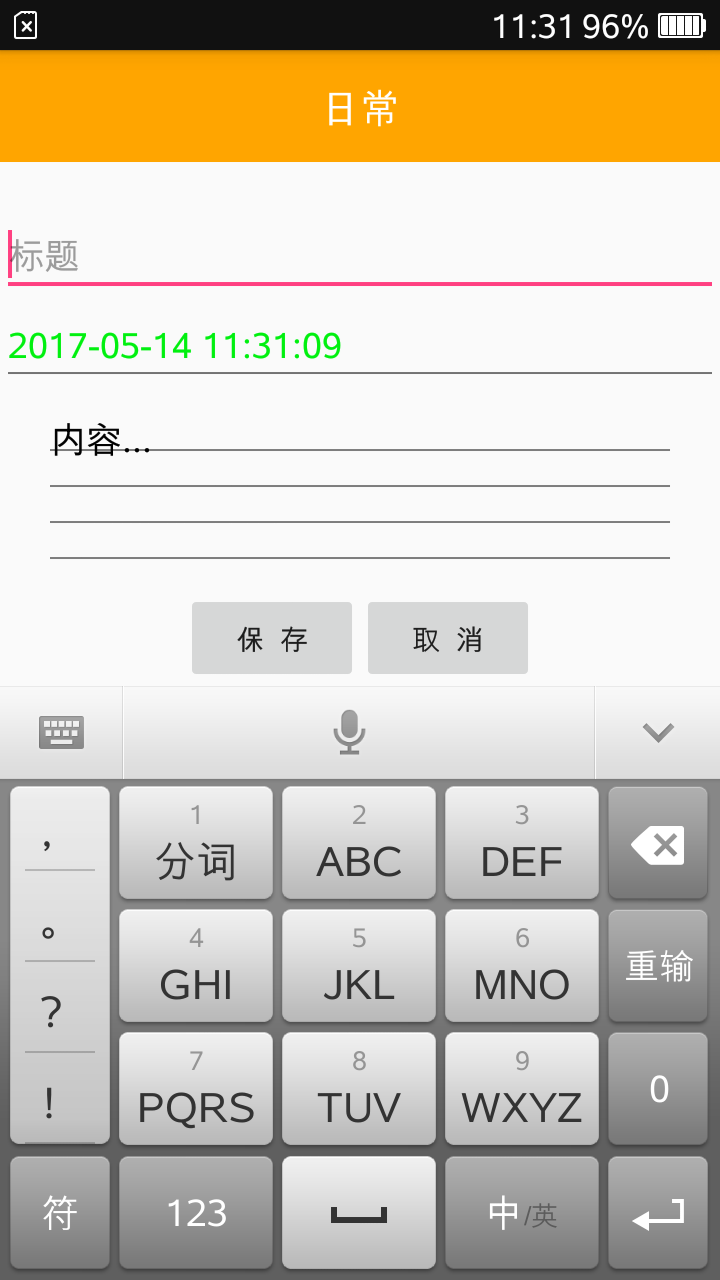 11:31 96%
日常
标题
2017-05-14 11:31:09
内容...
保 存 取 消
，
1 2 3
分词 ABC DEF
。
4 5 6
GHI JKL MNO 重输
?
7 8 9
PQRS TUV WXYZ 0
!
符 123 中/英